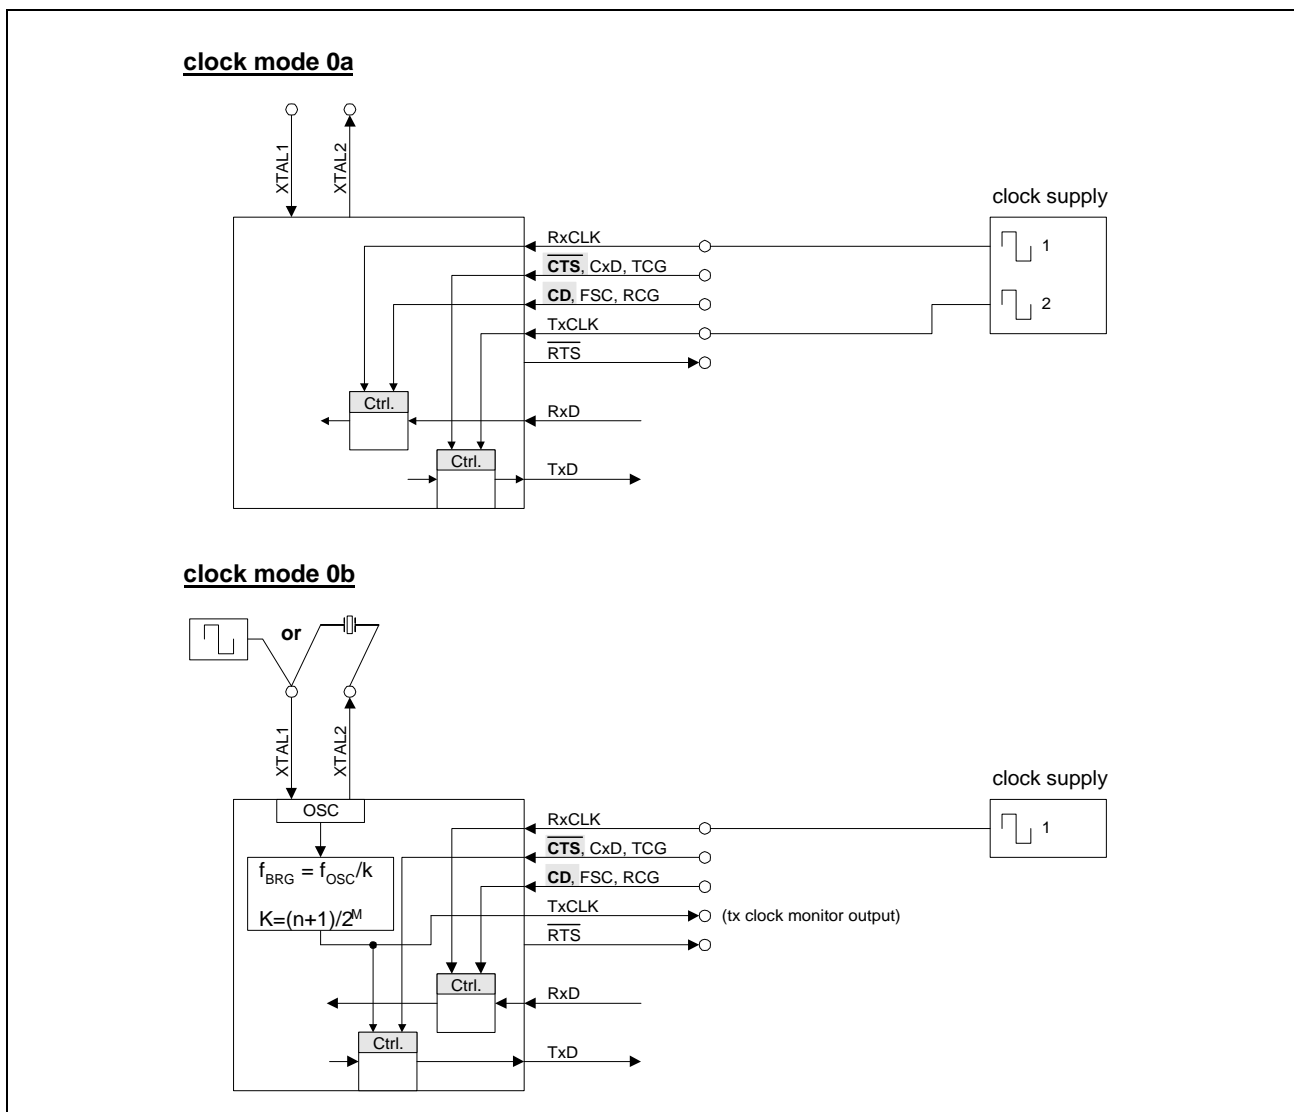 clock mode 0a
XTAL1
XTAL2
clock supply
RxCLK
1
CTS, CxD, TCG
CD, FSC, RCG
2
TxCLK
RTS
Ctrl.
RxD
Ctrl.
TxD
clock mode 0b
or
XTAL1
XTAL2
clock supply
OSC
RxCLK
1
CTS, CxD, TCG
fBRG = fOSC/k
CD, FSC, RCG
K=(n+1)/2^M
TxCLK
(tx clock monitor output)
RTS
Ctrl.
RxD
Ctrl.
TxD